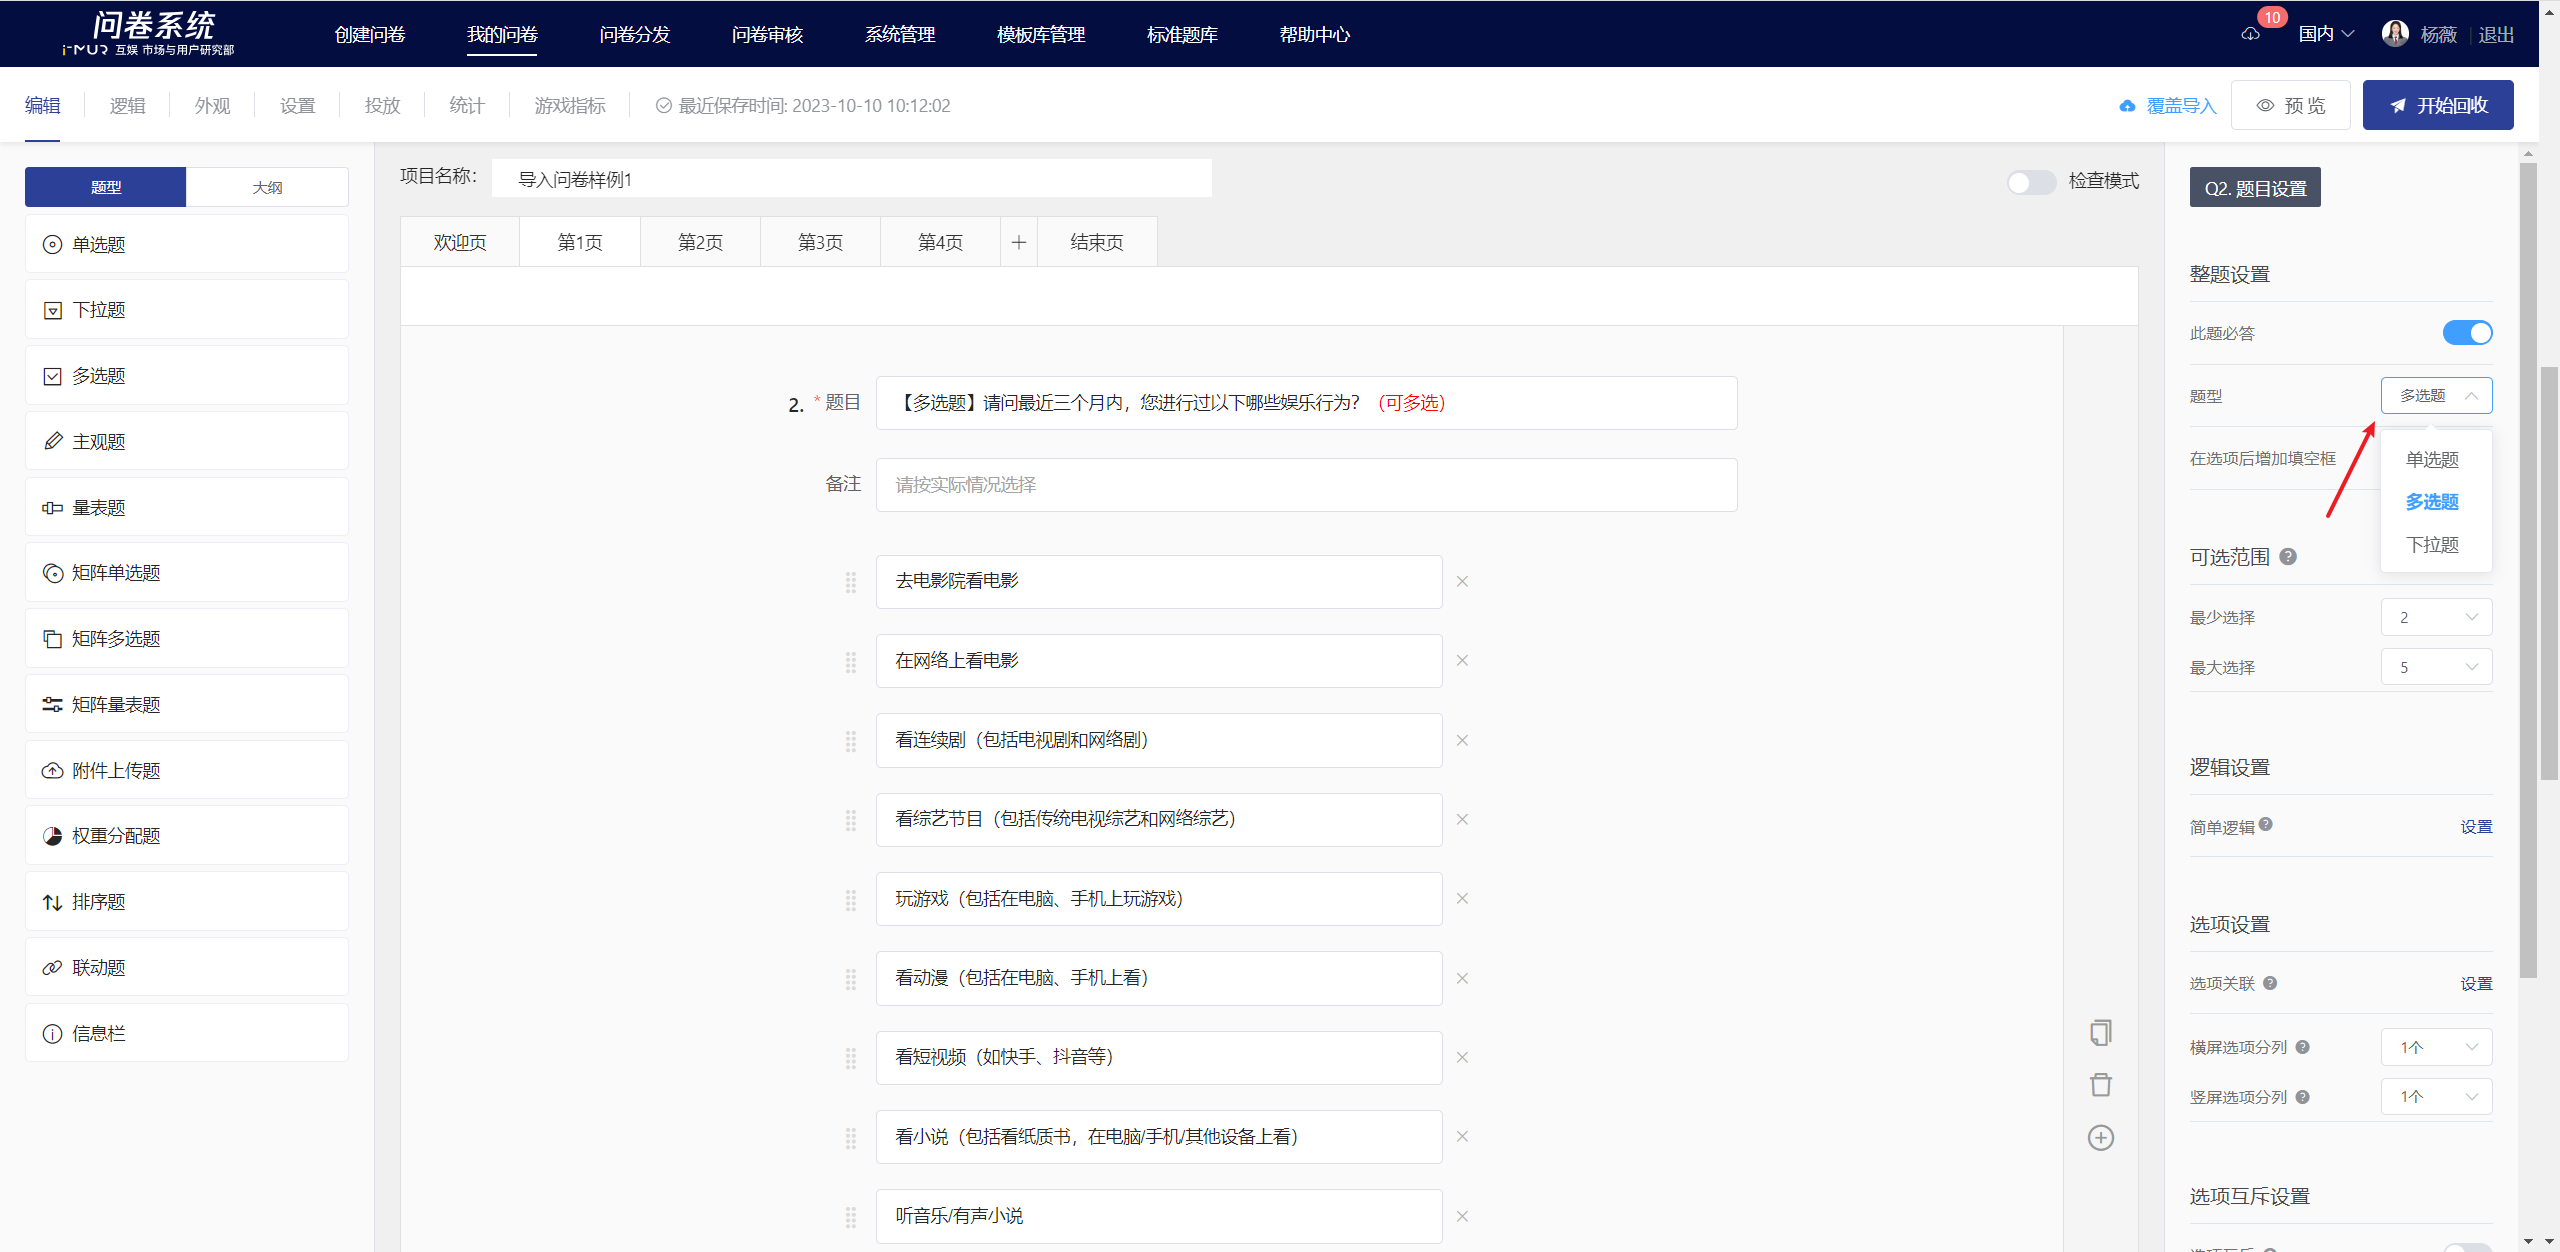 问卷系统
i-MUR 互娱 市场与用户研究部
创建问卷
我的问卷
问卷分发
问卷审核
系统管理
模板库管理
标准题库
帮助中心
10
国内
杨薇
退出
编辑
逻辑
外观
设置
投放
统计
游戏指标
最近保存时间: 2023-10-10 10:12:02
覆盖导入
预 览
开始回收
题型
大纲
单选题
下拉题
多选题
主观题
量表题
矩阵单选题
矩阵多选题
矩阵量表题
附件上传题
权重分配题
排序题
联动题
信息栏
项目名称:
导入问卷样例1
检查模式
欢迎页
第1页
第2页
第3页
第4页
+
结束页
2. * 题目
【多选题】请问最近三个月内，您进行过以下哪些娱乐行为？（可多选）
备注
请按实际情况选择
去电影院看电影
在网络上看电影
看连续剧（包括电视剧和网络剧）
看综艺节目（包括传统电视综艺和网络综艺）
玩游戏（包括在电脑、手机上玩游戏）
看动漫（包括在电脑、手机上看）
看短视频（如快手、抖音等）
看小说（包括看纸质书，在电脑/手机/其他设备上看）
听音乐/有声小说
Q2. 题目设置
整题设置
此题必答
题型
多选题
单选题
多选题
下拉题
在选项后增加填空框
可选范围
最少选择
2
最大选择
5
逻辑设置
简单逻辑
设置
选项设置
选项关联
设置
横屏选项分列
1个
竖屏选项分列
1个
选项互斥设置